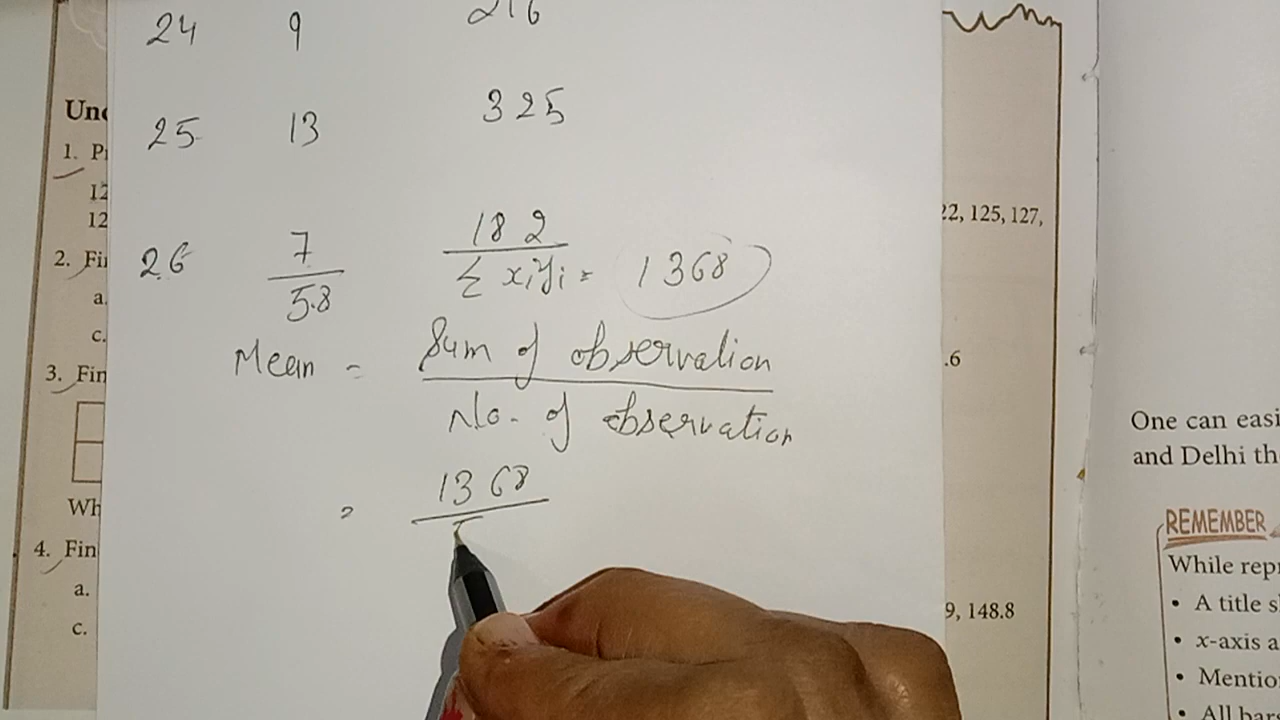 24 9 216
25 13 325
26 7 182
58 Σ xiyi = 1368
Mean = Sum of observation
No. of observation
= 1368
5
Und
1. P
12
12
2. Fi
a.
c.
3. Fin
Wh
4. Fin
a.
c.
22, 125, 127,
.6
9, 148.8
One can easi
and Delhi th
REMEMBER
While repr
• A title s
• x-axis a
• Mentio
• All bar